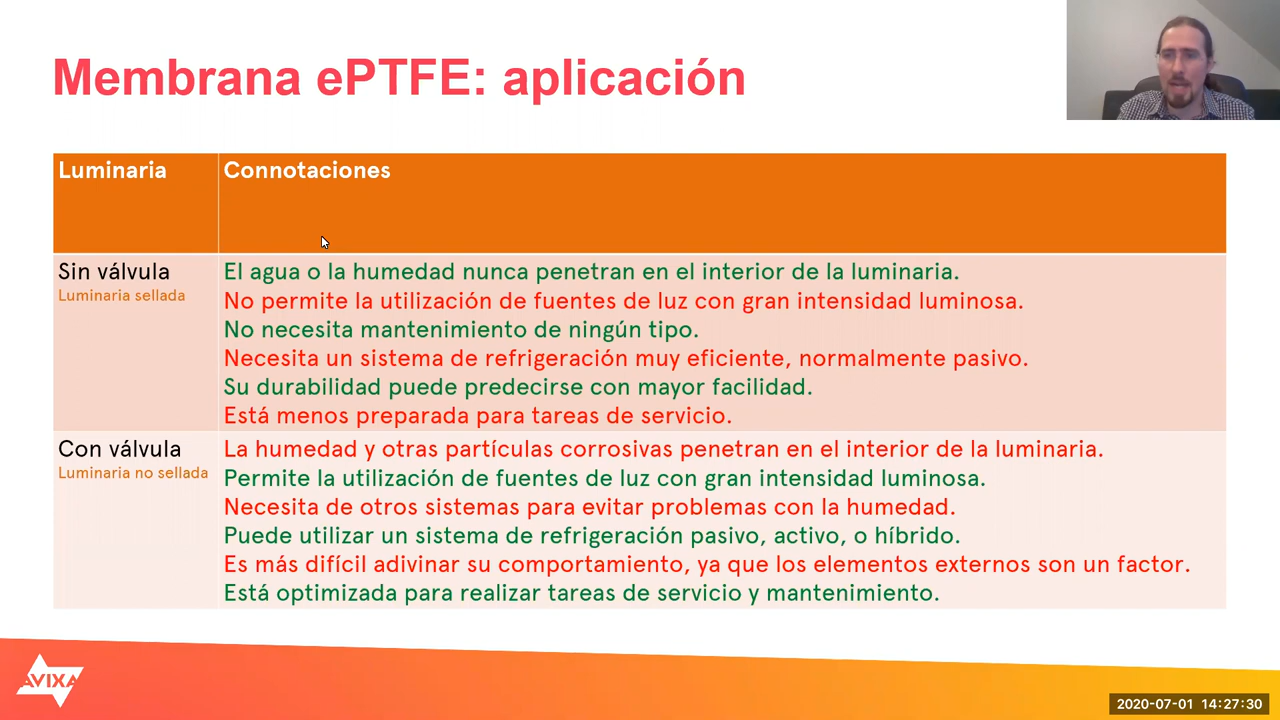 Membrana ePTFE: aplicación
Luminaria
Connotaciones
Sin válvula
Luminaria sellada
El agua o la humedad nunca penetran en el interior de la luminaria.
No permite la utilización de fuentes de luz con gran intensidad luminosa.
No necesita mantenimiento de ningún tipo.
Necesita un sistema de refrigeración muy eficiente, normalmente pasivo.
Su durabilidad puede predecirse con mayor facilidad.
Está menos preparada para tareas de servicio.
Con válvula
Luminaria no sellada
La humedad y otras partículas corrosivas penetran en el interior de la luminaria.
Permite la utilización de fuentes de luz con gran intensidad luminosa.
Necesita de otros sistemas para evitar problemas con la humedad.
Puede utilizar un sistema de refrigeración pasivo, activo, o híbrido.
Es más difícil adivinar su comportamiento, ya que los elementos externos son un factor.
Está optimizada para realizar tareas de servicio y mantenimiento.
AVIXA
2020-07-01 14:27:30